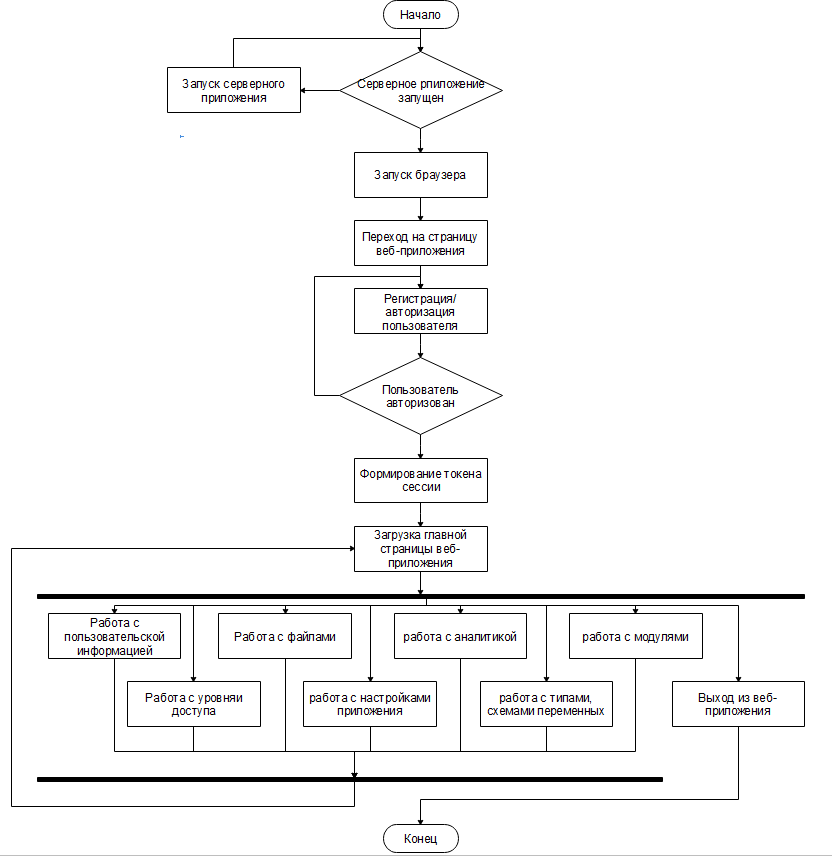 Начало
Запуск серверного
приложения
Серверное рпиложение
запущен
Запуск браузера
Переход на страницу
веб-приложения
Регистрация/
авторизация
пользователя
Пользователь
авторизован
Формирование токена
сессии
Загрузка главной
страницы веб-
приложения
Работа с
пользовательской
информацией
Работа с файлами
работа с аналитикой
работа с модулями
Работа с уровняи
доступа
работа с настройками
приложения
работа с типами,
схемами переменных
Выход из веб-
приложения
Конец